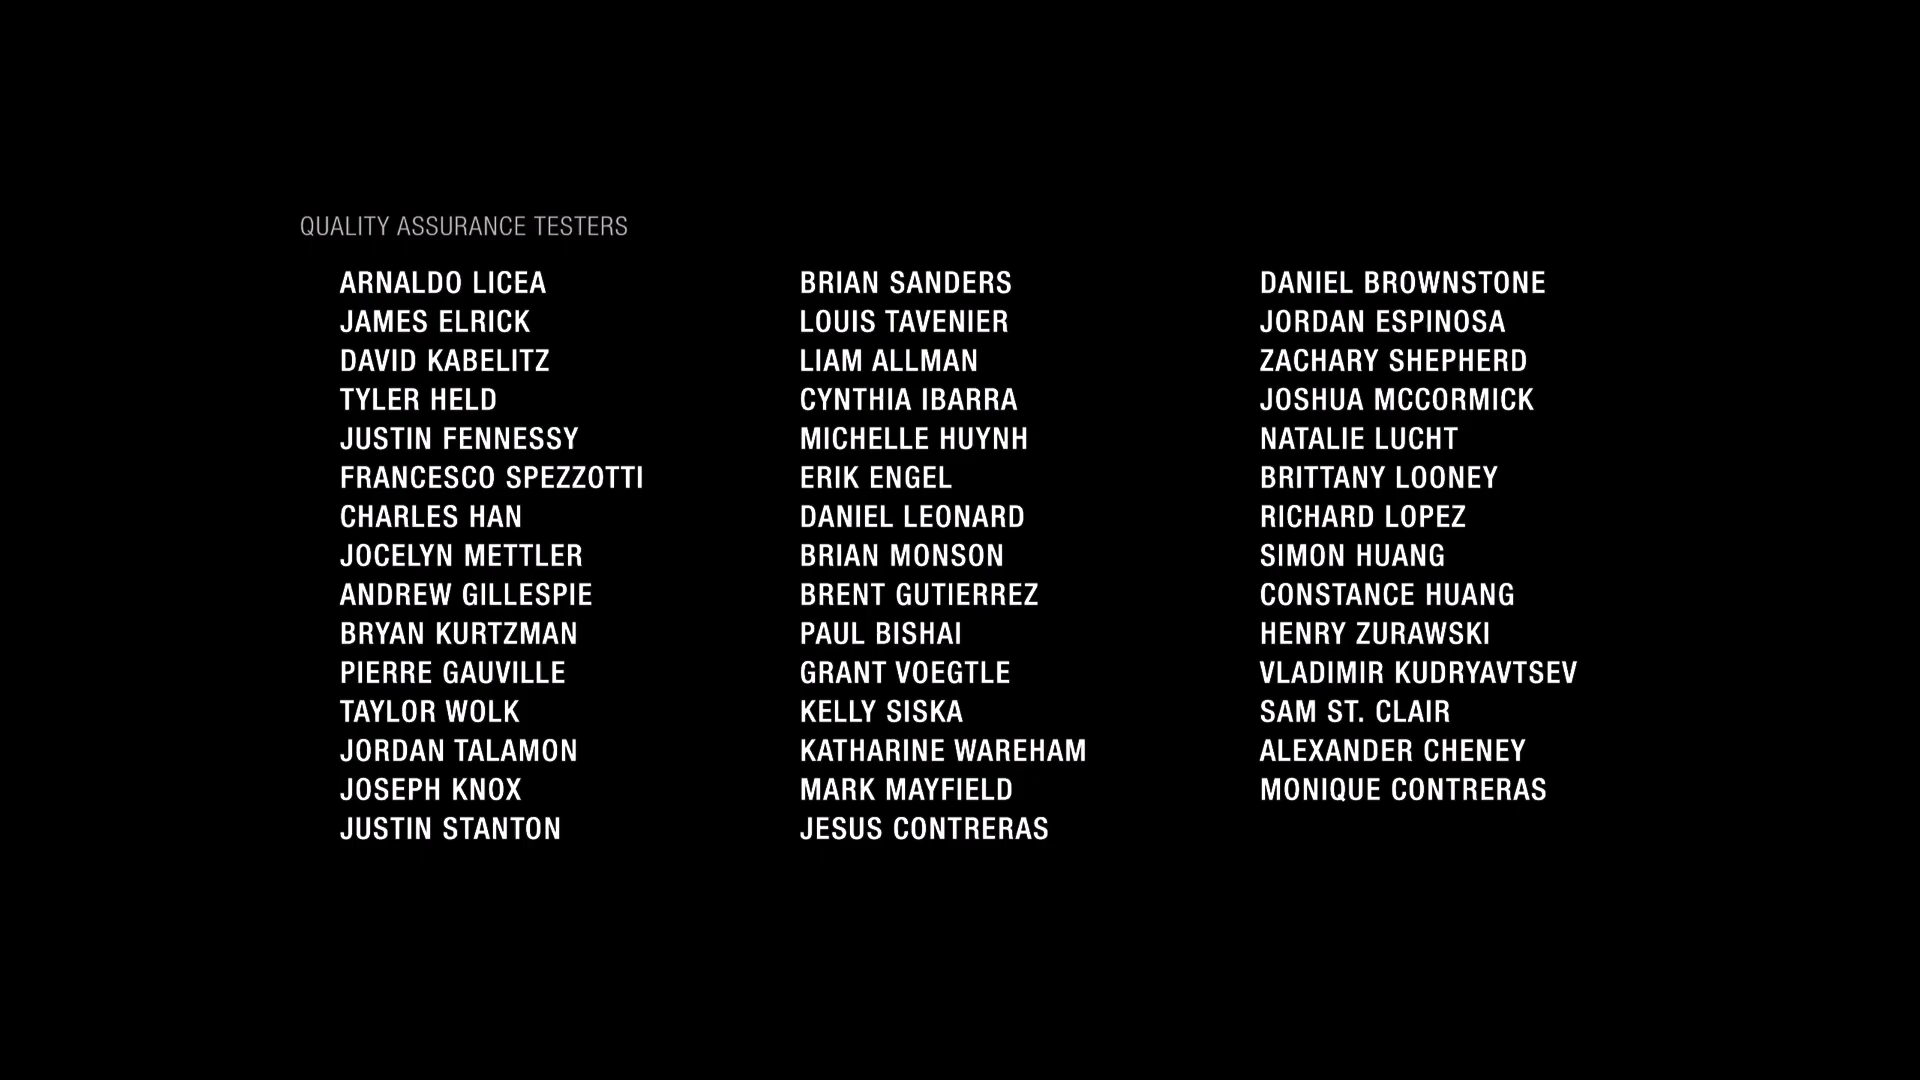 QUALITY ASSURANCE TESTERS
ARNALDO LICEA
JAMES ELRICK
DAVID KABELITZ
TYLER HELD
JUSTIN FENNESSY
FRANCESCO SPEZZOTTI
CHARLES HAN
JOCELYN METTLER
ANDREW GILLESPIE
BRYAN KURTZMAN
PIERRE GAUVILLE
TAYLOR WOLK
JORDAN TALAMON
JOSEPH KNOX
JUSTIN STANTON
BRIAN SANDERS
LOUIS TAVENIER
LIAM ALLMAN
CYNTHIA IBARRA
MICHELLE HUYNH
ERIK ENGEL
DANIEL LEONARD
BRIAN MONSON
BRENT GUTIERREZ
PAUL BISHAI
GRANT VOEGTLE
KELLY SISKA
KATHARINE WAREHAM
MARK MAYFIELD
JESUS CONTRERAS
DANIEL BROWNSTONE
JORDAN ESPINOSA
ZACHARY SHEPHERD
JOSHUA MCCORMICK
NATALIE LUCHT
BRITTANY LOONEY
RICHARD LOPEZ
SIMON HUANG
CONSTANCE HUANG
HENRY ZURAWSKI
VLADIMIR KUDRYAVTSEV
SAM ST. CLAIR
ALEXANDER CHENEY
MONIQUE CONTRERAS